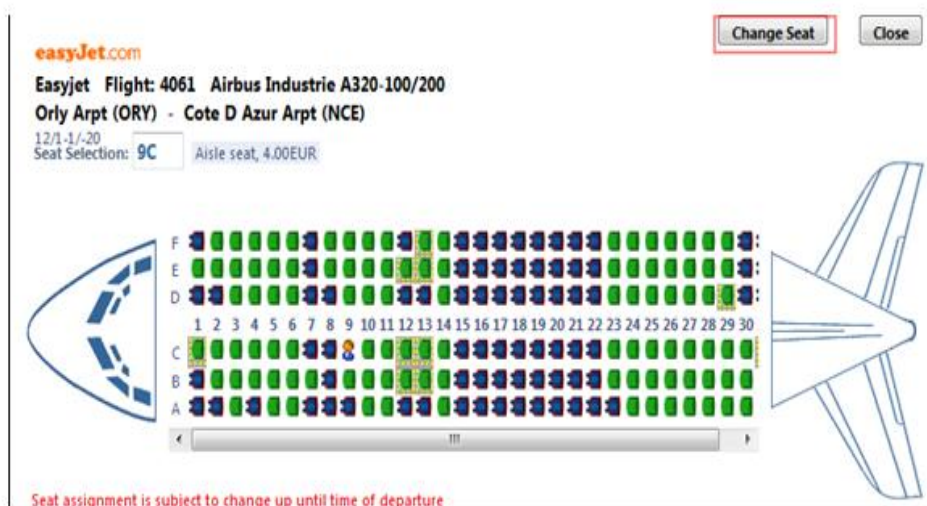 Change Seat
Close
easyJet.com
Easyjet Flight: 4061 Airbus Industrie A320-100/200
Orly Arpt (ORY) - Cote D Azur Arpt (NCE)
12/1-1/-20
Seat Selection: 9C Aisle seat, 4.00EUR
F
E
D
1 2 3 4 5 6 7 8 9 10 11 12 13 14 15 16 17 18 19 20 21 22 23 24 25 26 27 28 29 30
C
B
A
Seat assignment is subject to change up until time of departure